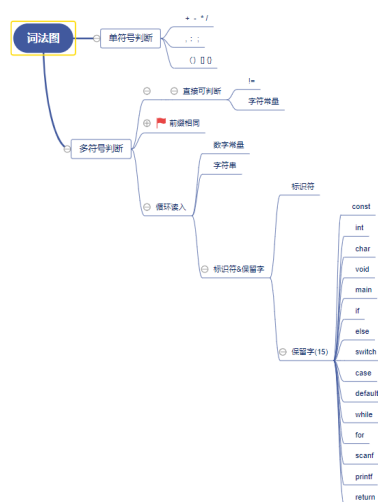 词法图
单符号判断
+ - * /
, : ;
( ) [] {}
多符号判断
直接可判断
!=
字符常量
前缀相同
循环读入
数字常量
字符串
标识符&保留字
标识符
保留字(15)
const
int
char
void
main
if
else
switch
case
default
while
for
scanf
printf
return